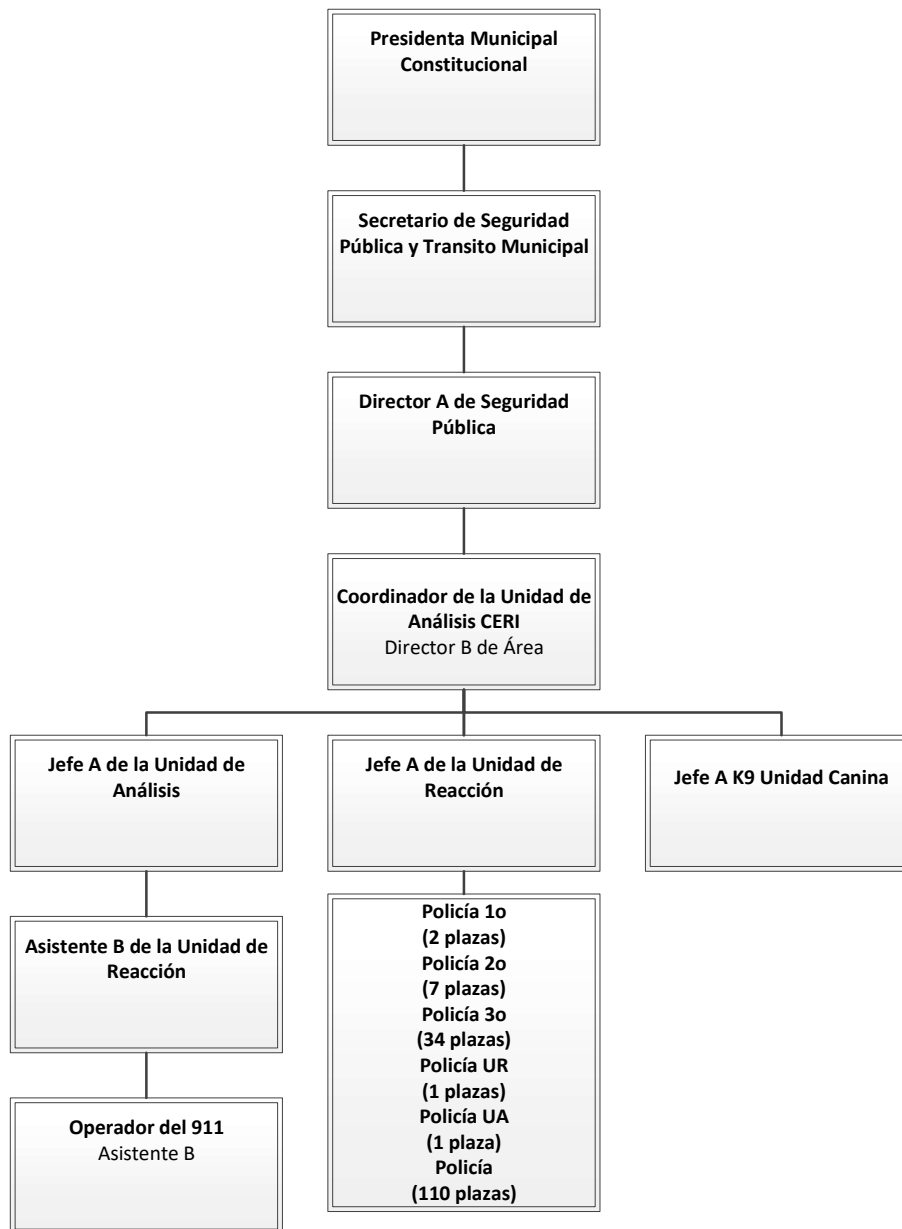 Presidenta Municipal
Constitucional
Secretario de Seguridad
Pública y Transito Municipal
Director A de Seguridad
Pública
Coordinador de la Unidad de
Análisis CERI
Director B de Área
Jefe A de la Unidad de
Análisis
Jefe A de la Unidad de
Reacción
Jefe A K9 Unidad Canina
Asistente B de la Unidad de
Reacción
Operador del 911
Asistente B
Policía 1o
(2 plazas)
Policía 2o
(7 plazas)
Policía 3o
(34 plazas)
Policía UR
(1 plazas)
Policía UA
(1 plaza)
Policía
(110 plazas)